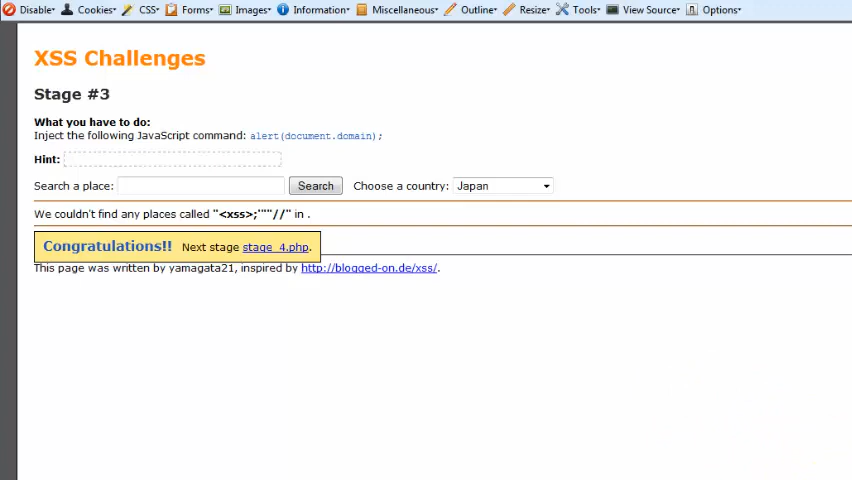 Disable▾ Cookies▾ CSS▾ Forms▾ Images▾ Information▾ Miscellaneous▾ Outline▾ Resize▾ Tools▾ View Source▾ Options▾
XSS Challenges
Stage #3
What you have to do:
Inject the following JavaScript command: alert(document.domain);
Hint:
Search a place: Search Choose a country: Japan
We couldn't find any places called "<xss>;'"""//" in .
Congratulations!! Next stage stage_4.php.
This page was written by yamagata21, inspired by http://blogged-on.de/xss/.